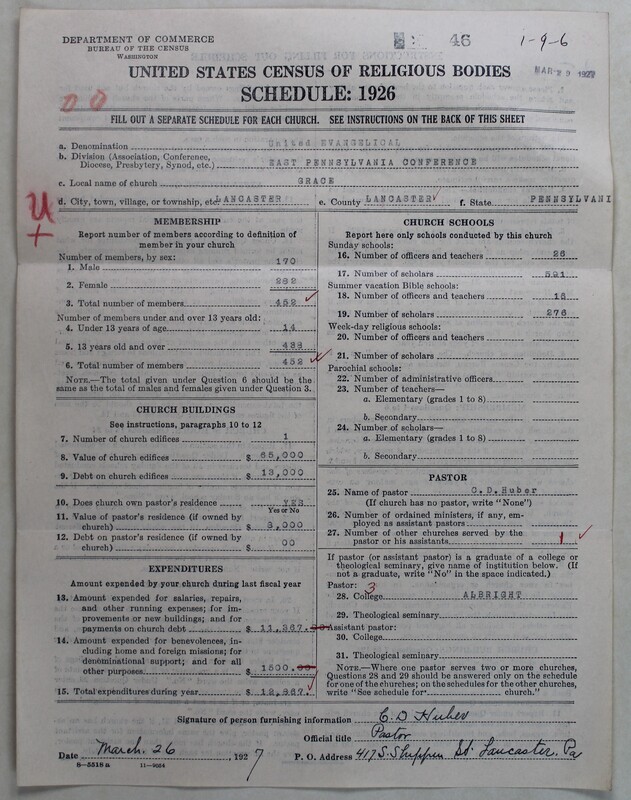 DEPARTMENT OF COMMERCE
BUREAU OF THE CENSUS
WASHINGTON
46
1-9-6
MAR 29 1927
UNITED STATES CENSUS OF RELIGIOUS BODIES
SCHEDULE: 1926
FILL OUT A SEPARATE SCHEDULE FOR EACH CHURCH. SEE INSTRUCTIONS ON THE BACK OF THIS SHEET
a. Denomination United EVANGELICAL
b. Division (Association, Conference,
Diocese, Presbytery, Synod, etc.) EAST PENNSYLVANIA CONFERENCE
c. Local name of church GRACE
d. City, town, village, or township, etc. LANCASTER e. County LANCASTER f. State PENNSYLVANI
U
MEMBERSHIP
Report number of members according to definition of
member in your church
Number of members, by sex:
1. Male 170
2. Female 282
3. Total number of members 452
Number of members under and over 13 years old:
4. Under 13 years of age 14
5. 13 years old and over 438
6. Total number of members 452
NOTE.—The total given under Question 6 should be
the same as the total of males and females given under Question 3.
CHURCH BUILDINGS
See instructions, paragraphs 10 to 12
7. Number of church edifices 1
8. Value of church edifices $ 65,000
9. Debt on church edifices $ 13,000
10. Does church own pastor's residence YES
Yes or No
11. Value of pastor's residence (if owned by
church) $ 8,000
12. Debt on pastor's residence (if owned by
church) $ 00
EXPENDITURES
Amount expended by your church during last fiscal year
13. Amount expended for salaries, repairs,
and other running expenses; for im-
provements or new buildings; and for
payments on church debt $ 11,367.
14. Amount expended for benevolences, in-
cluding home and foreign missions; for
denominational support; and for all
other purposes $ 1500.
15. Total expenditures during year $ 12,867.
CHURCH SCHOOLS
Report here only schools conducted by this church
Sunday schools:
16. Number of officers and teachers 26
17. Number of scholars 591
Summer vacation Bible schools:
18. Number of officers and teachers 18
19. Number of scholars 276
Week-day religious schools:
20. Number of officers and teachers
21. Number of scholars
Parochial schools:
22. Number of administrative officers
23. Number of teachers—
a. Elementary (grades 1 to 8)
b. Secondary
24. Number of scholars—
a. Elementary (grades 1 to 8)
b. Secondary
PASTOR
25. Name of pastor C.D.Huber
(If church has no pastor, write "None")
26. Number of ordained ministers, if any, em-
ployed as assistant pastors
27. Number of other churches served by the
pastor or his assistants 1
If pastor (or assistant pastor) is a graduate of a college or
theological seminary, give name of institution below. (If
not a graduate, write "No" in the space indicated.)
Pastor: 3
28. College ALBRIGHT
29. Theological seminary
Assistant pastor:
30. College
31. Theological seminary
NOTE.—Where one pastor serves two or more churches,
Questions 28 and 29 should be answered only on the schedule
for one of the churches; on the schedules for the other churches,
write "See schedule for church."
Signature of person furnishing information C. D Huber
Official title Pastor
Date March. 26, 1927 P. O. Address 417 S. Shippen St. Lancaster, Pa
8—5518 a 11—9064